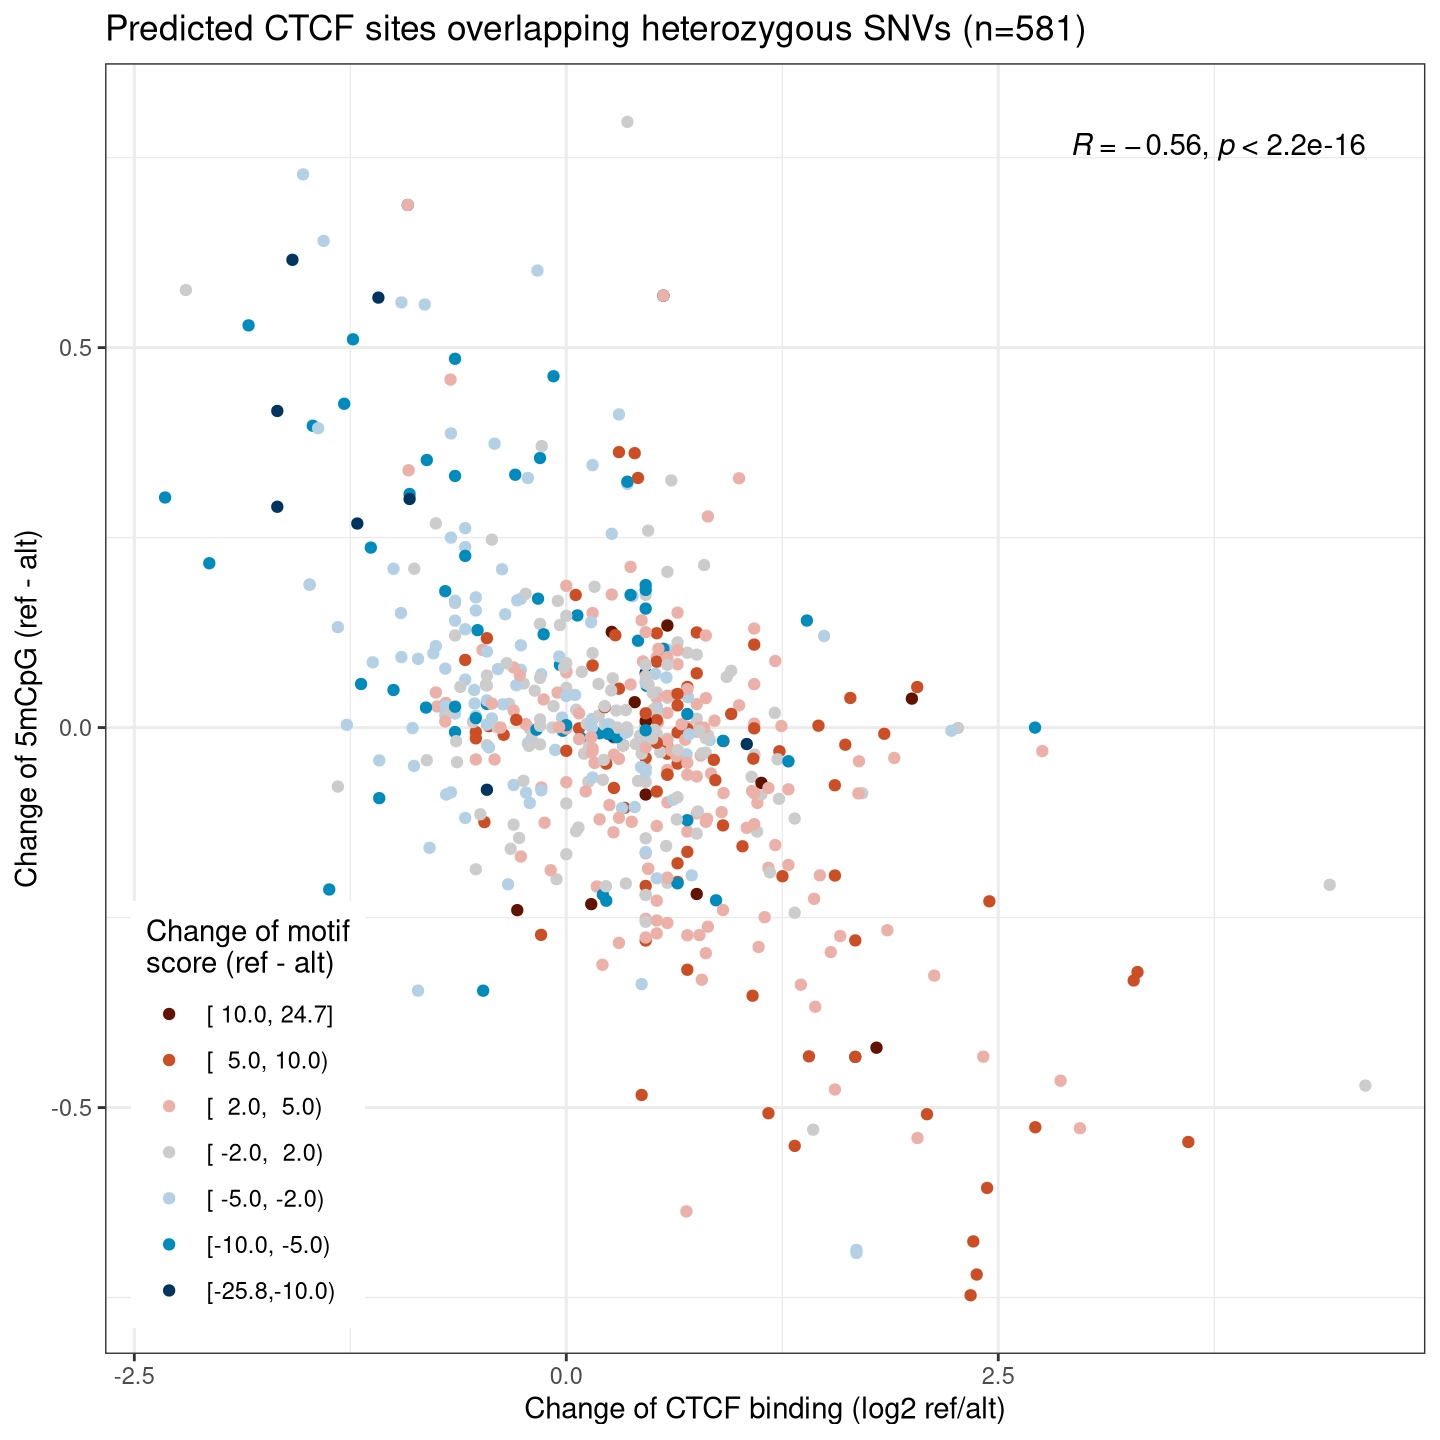 Predicted CTCF sites overlapping heterozygous SNVs (n=581)
R = −0.56, p < 2.2e-16
Change of 5mCpG (ref - alt)
0.5
0.0
-0.5
Change of motif
score (ref - alt)
[ 10.0, 24.7]
[  5.0, 10.0)
[  2.0,  5.0)
[ -2.0,  2.0)
[ -5.0, -2.0)
[-10.0, -5.0)
[-25.8,-10.0)
-2.5
0.0
2.5
Change of CTCF binding (log2 ref/alt)